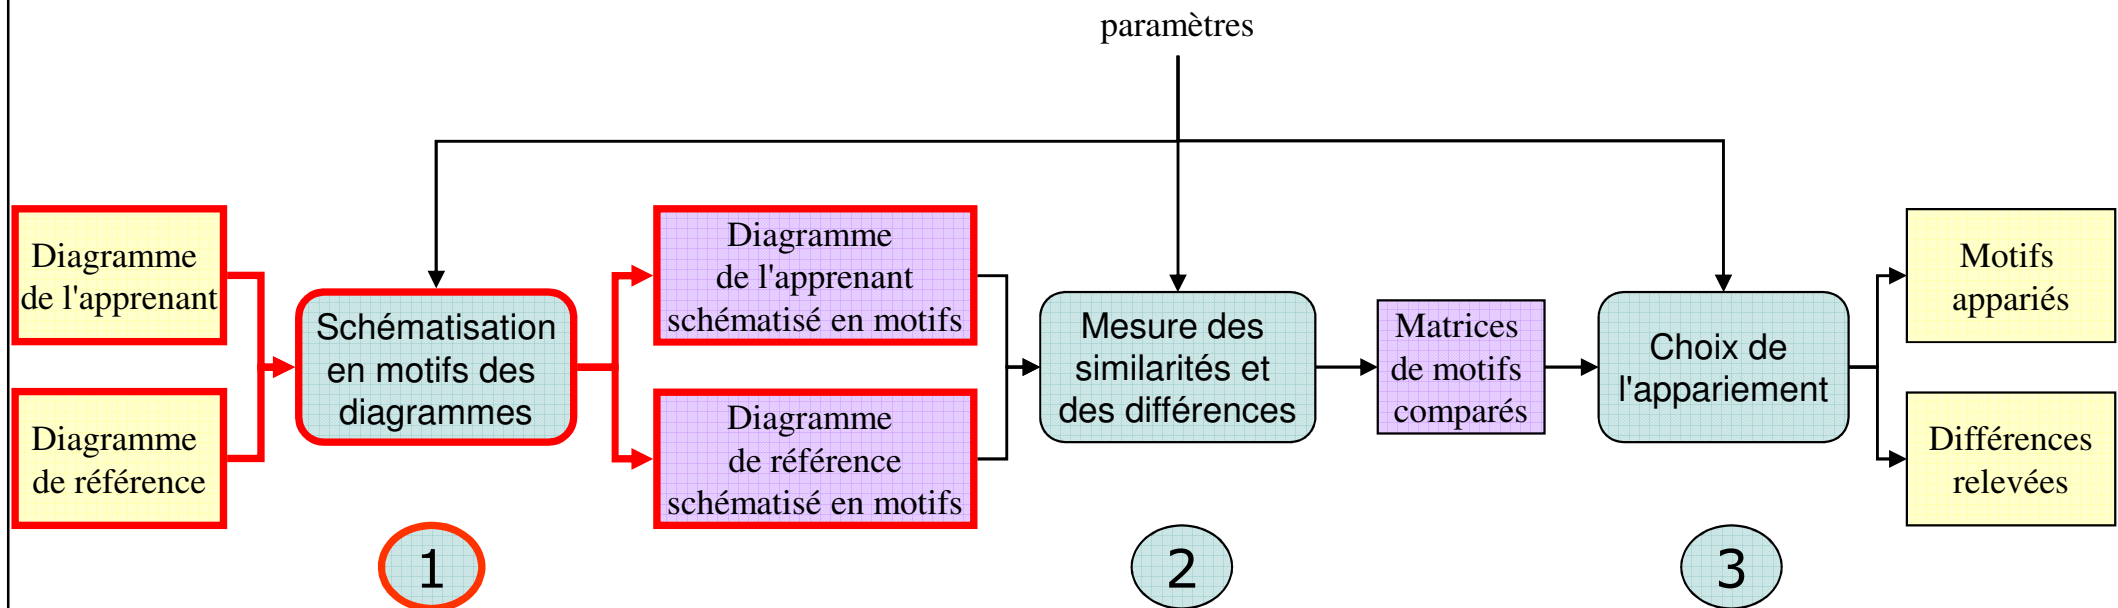 paramètres
Diagramme
de l'apprenant
Diagramme
de référence
Schématisation
en motifs des
diagrammes
Diagramme
de l'apprenant
schématisé en motifs
Diagramme
de référence
schématisé en motifs
Mesure des
similarités et
des différences
Matrices
de motifs
comparés
Choix de
l'appariement
Motifs
appariés
Différences
relevées
1
2
3